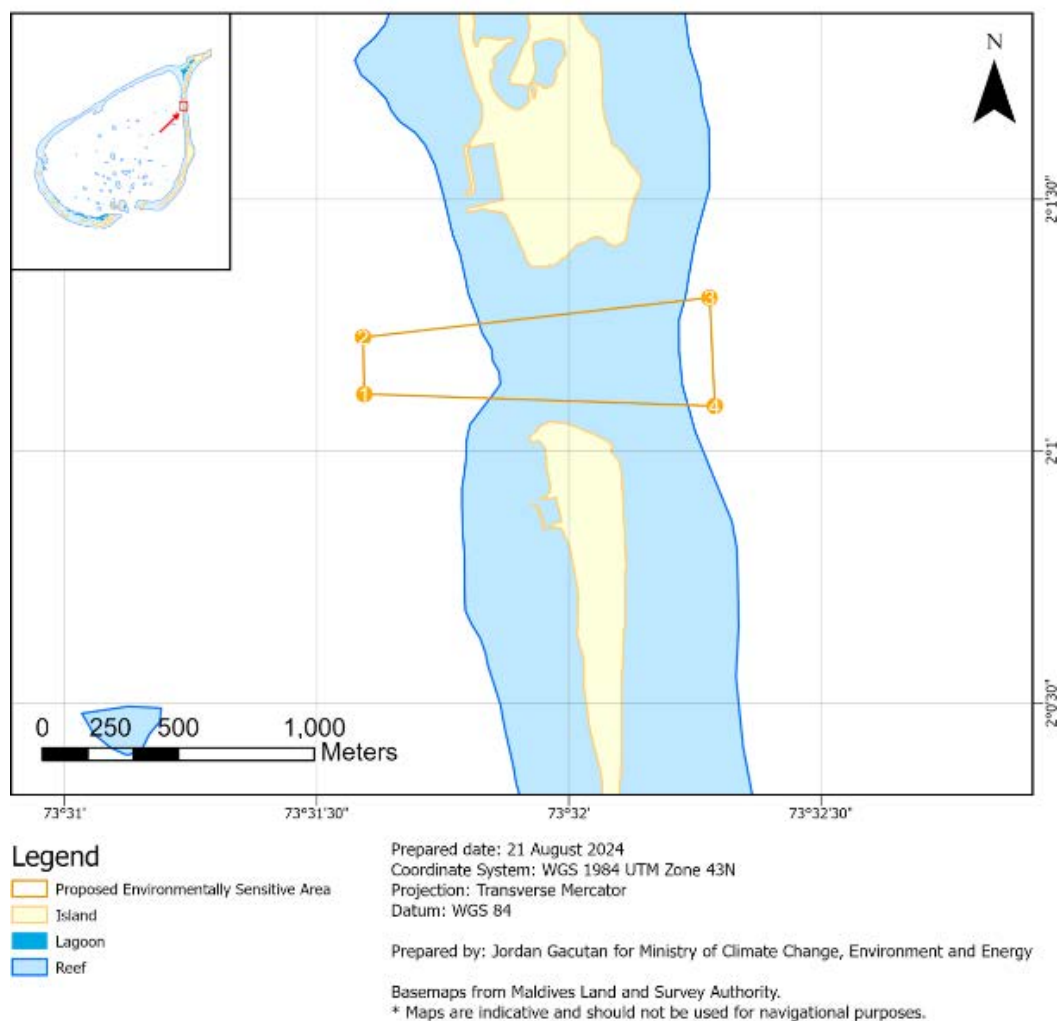 N
2°1'30"
2
3
1
4
2°1'
2°0'30"
0 250 500 1,000
Meters
73°31' 73°31'30" 73°32' 73°32'30"
Legend
Proposed Environmentally Sensitive Area
Island
Lagoon
Reef
Prepared date: 21 August 2024
Coordinate System: WGS 1984 UTM Zone 43N
Projection: Transverse Mercator
Datum: WGS 84
Prepared by: Jordan Gacutan for Ministry of Climate Change, Environment and Energy
Basemaps from Maldives Land and Survey Authority.
* Maps are indicative and should not be used for navigational purposes.